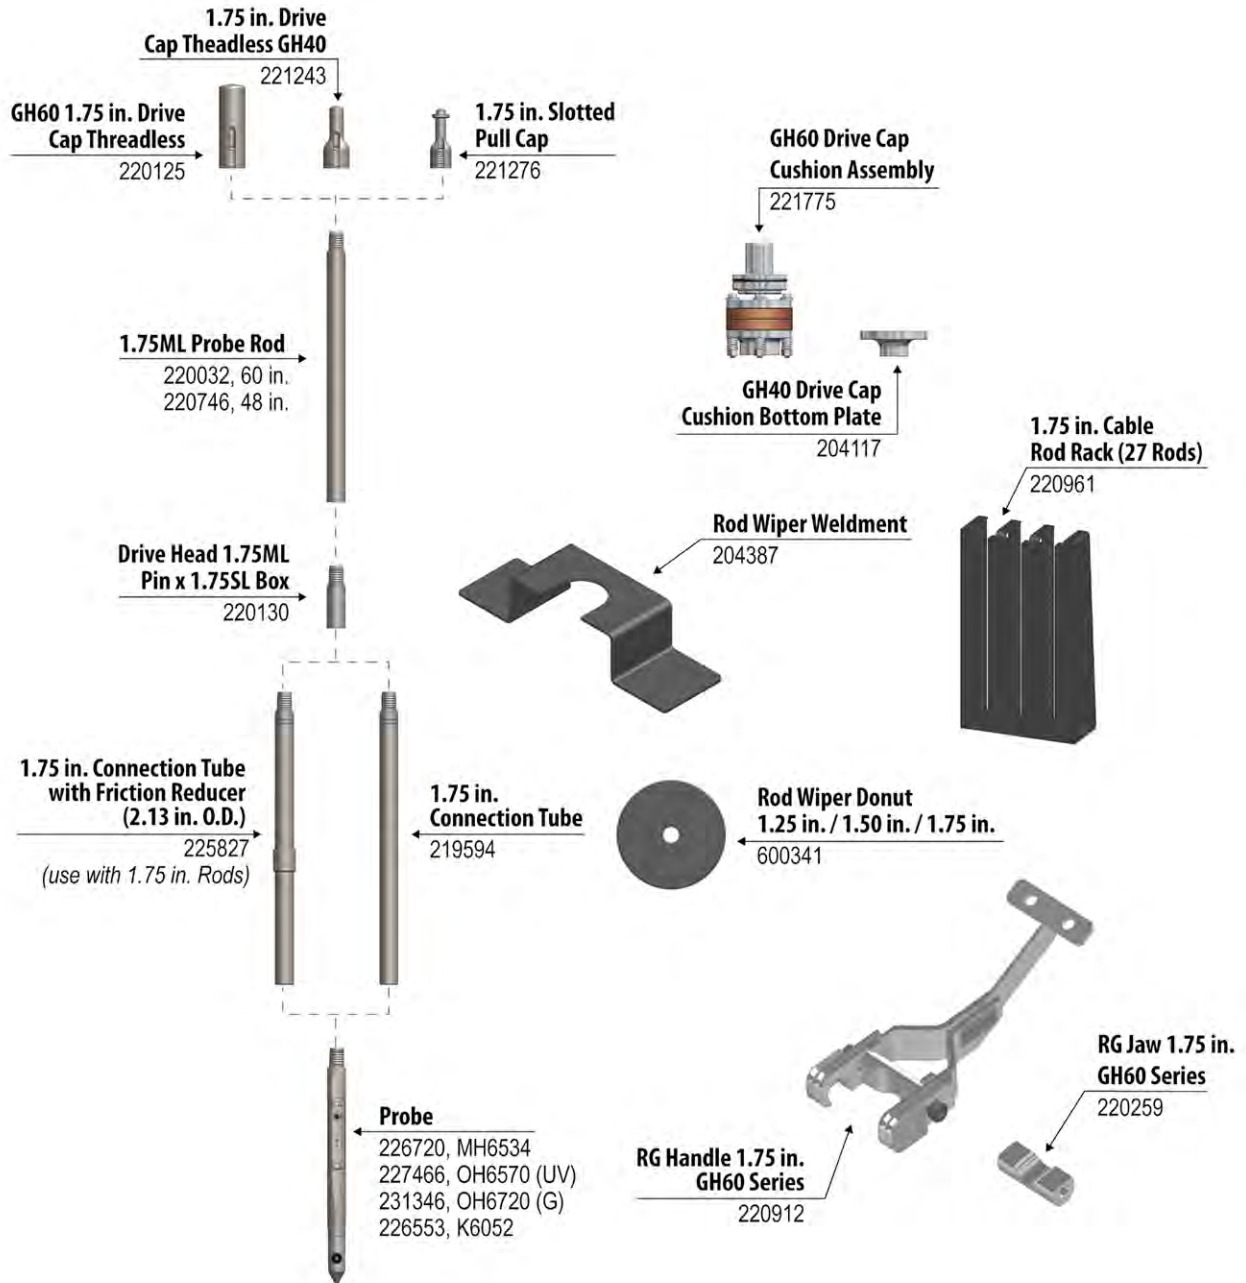 1.75 in. Drive
Cap Theadless GH40
221243
GH60 1.75 in. Drive
Cap Threadless
220125
1.75 in. Slotted
Pull Cap
221276
GH60 Drive Cap
Cushion Assembly
221775
1.75ML Probe Rod
220032, 60 in.
220746, 48 in.
GH40 Drive Cap
Cushion Bottom Plate
204117
1.75 in. Cable
Rod Rack (27 Rods)
220961
Rod Wiper Weldment
204387
Drive Head 1.75ML
Pin x 1.75SL Box
220130
1.75 in. Connection Tube
with Friction Reducer
(2.13 in. O.D.)
225827
(use with 1.75 in. Rods)
1.75 in.
Connection Tube
219594
Rod Wiper Donut
1.25 in. / 1.50 in. / 1.75 in.
600341
Probe
226720, MH6534
227466, OH6570 (UV)
231346, OH6720 (G)
226553, K6052
RG Handle 1.75 in.
GH60 Series
220912
RG Jaw 1.75 in.
GH60 Series
220259